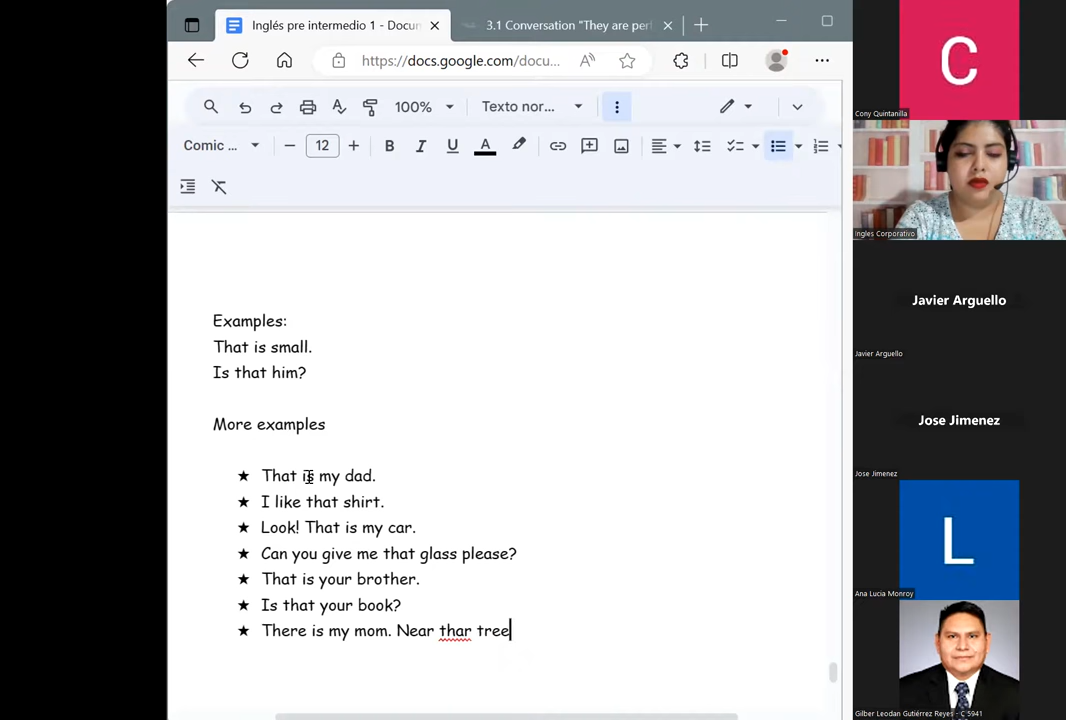 Inglés pre intermedio 1 - Docun
3.1 Conversation "They are per
https://docs.google.com/docu...
100%
Texto nor...
Comic ...
12
B I U A
Examples:
That is small.
Is that him?
More examples
★ That is my dad.
★ I like that shirt.
★ Look! That is my car.
★ Can you give me that glass please?
★ That is your brother.
★ Is that your book?
★ There is my mom. Near thar tree
C
Cony Quintanilla
Ingles Corporativo
Javier Arguello
Javier Arguello
Jose Jimenez
Jose Jimenez
L
Ana Lucia Monroy
Gilber Leodan Gutiérrez Reyes - C 5941